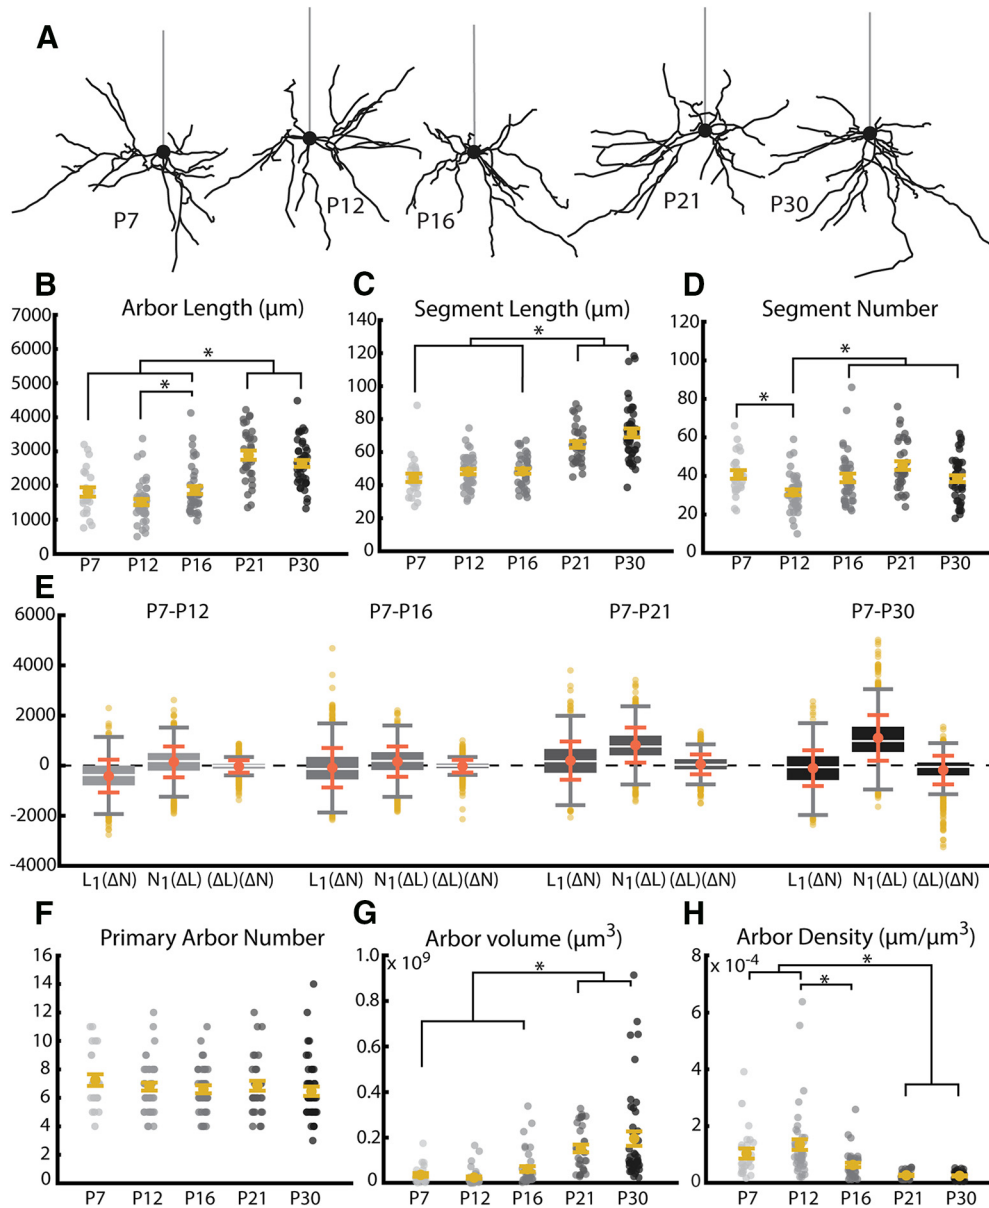 A
P7
P12
P16
P21
P30
B
Arbor Length (µm)
7000
6000
5000
4000
3000
2000
1000
0
*
*
P7 P12 P16 P21 P30
C
Segment Length (µm)
140
120
100
80
60
40
20
0
*
P7 P12 P16 P21 P30
D
Segment Number
120
100
80
60
40
20
0
*
*
P7 P12 P16 P21 P30
E
P7-P12 P7-P16 P7-P21 P7-P30
6000
4000
2000
0
-2000
-4000
L1(ΔN) N1(ΔL) (ΔL)(ΔN) L1(ΔN) N1(ΔL) (ΔL)(ΔN) L1(ΔN) N1(ΔL) (ΔL)(ΔN) L1(ΔN) N1(ΔL) (ΔL)(ΔN)
F
Primary Arbor Number
16
14
12
10
8
6
4
2
0
P7 P12 P16 P21 P30
G
Arbor volume (µm3)
1.0
x 109
0.8
0.6
0.4
0.2
0
*
P7 P12 P16 P21 P30
H
Arbor Density (µm/µm3)
8
x 10-4
6
4
2
0
*
*
P7 P12 P16 P21 P30